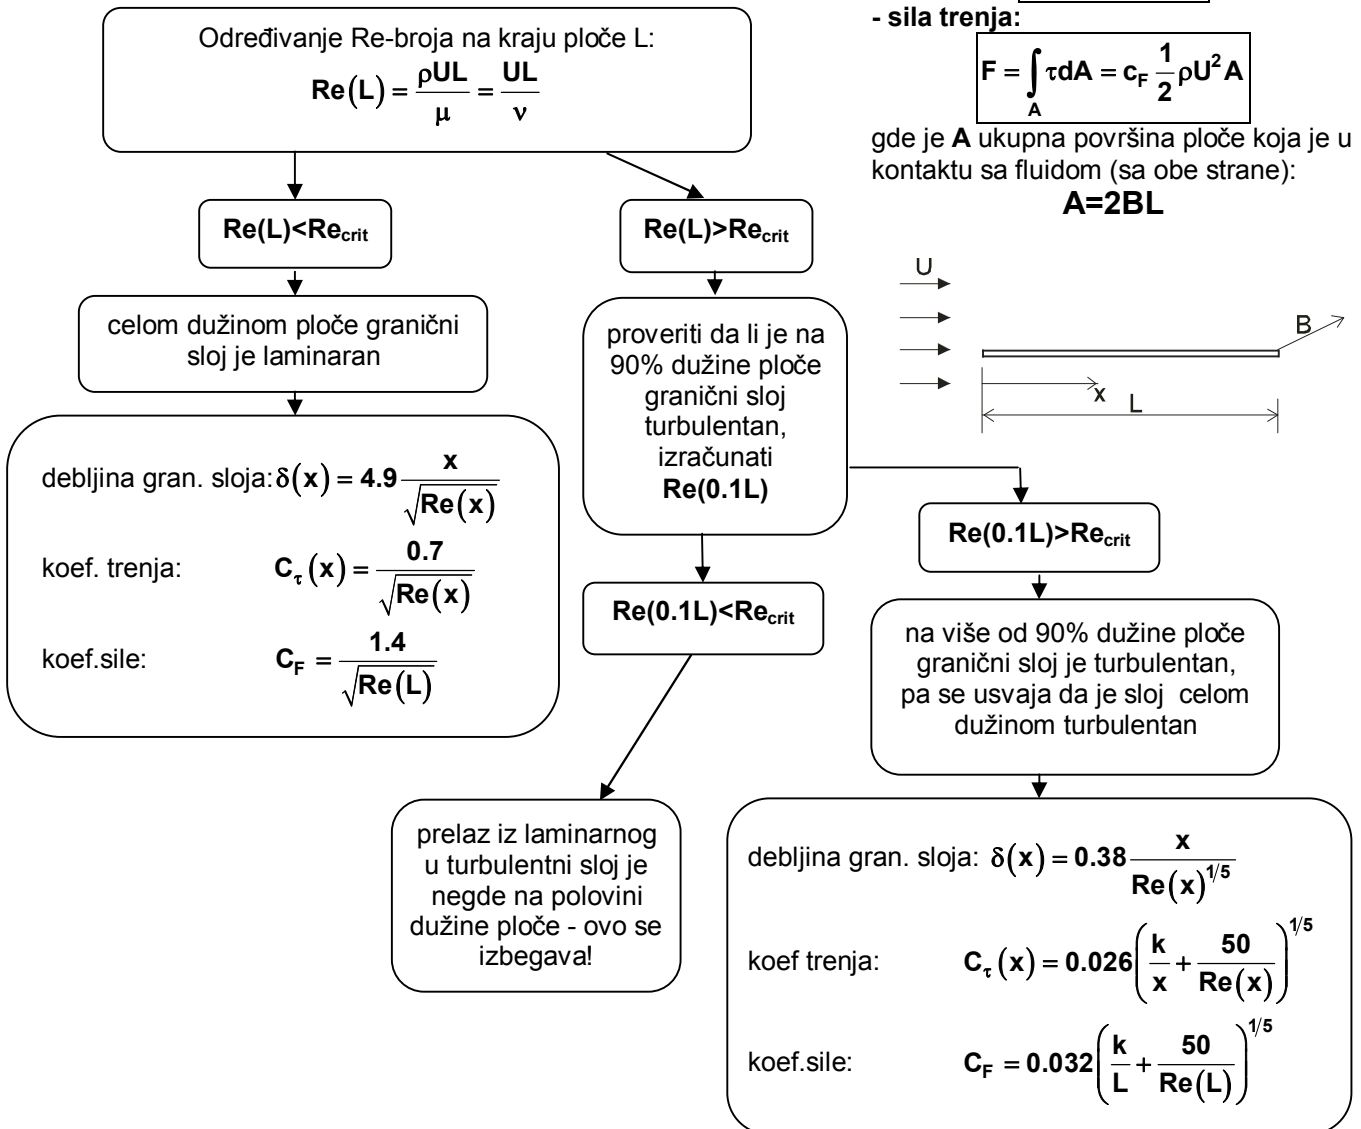 Određivanje Re-broja na kraju ploče L:
Re(L) = ρUL/μ = UL/ν
- sila trenja:
F = ∫_A τdA = c_F 1/2 ρU² A
gde je A ukupna površina ploče koja je u
kontaktu sa fluidom (sa obe strane):
A=2BL
Re(L)<Re_crit
Re(L)>Re_crit
celom dužinom ploče granični
sloj je laminaran
proveriti da li je na
90% dužine ploče
granični sloj
turbulentan,
izračunati
Re(0.1L)
U
B
x
L
debljina gran. sloja: δ(x) = 4.9 x/√Re(x)
koef. trenja: C_τ(x) = 0.7/√Re(x)
koef.sile: C_F = 1.4/√Re(L)
Re(0.1L)<Re_crit
Re(0.1L)>Re_crit
na više od 90% dužine ploče
granični sloj je turbulentan,
pa se usvaja da je sloj celom
dužinom turbulentan
prelaz iz laminarnog
u turbulentni sloj je
negde na polovini
dužine ploče - ovo se
izbegava!
debljina gran. sloja: δ(x) = 0.38 x/Re(x)^1/5
koef trenja: C_τ(x) = 0.026(k/x + 50/Re(x))^1/5
koef.sile: C_F = 0.032(k/L + 50/Re(L))^1/5